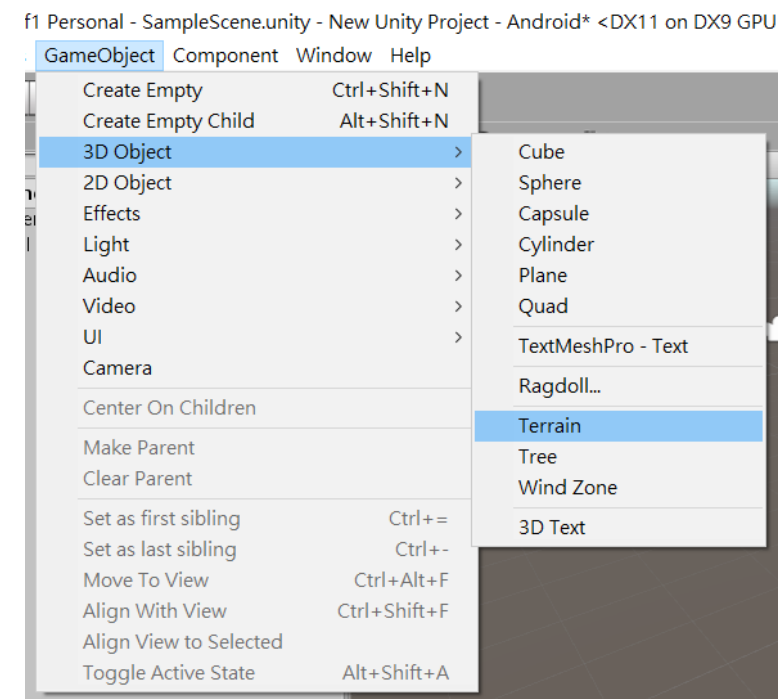 f1 Personal - SampleScene.unity - New Unity Project - Android* <DX11 on DX9 GPU
GameObject Component Window Help
Create Empty Ctrl+Shift+N
Create Empty Child Alt+Shift+N
3D Object >
2D Object >
Effects >
Light >
Audio >
Video >
UI >
Camera
Center On Children
Make Parent
Clear Parent
Set as first sibling Ctrl+=
Set as last sibling Ctrl+-
Move To View Ctrl+Alt+F
Align With View Ctrl+Shift+F
Align View to Selected
Toggle Active State Alt+Shift+A
Cube
Sphere
Capsule
Cylinder
Plane
Quad
TextMeshPro - Text
Ragdoll...
Terrain
Tree
Wind Zone
3D Text